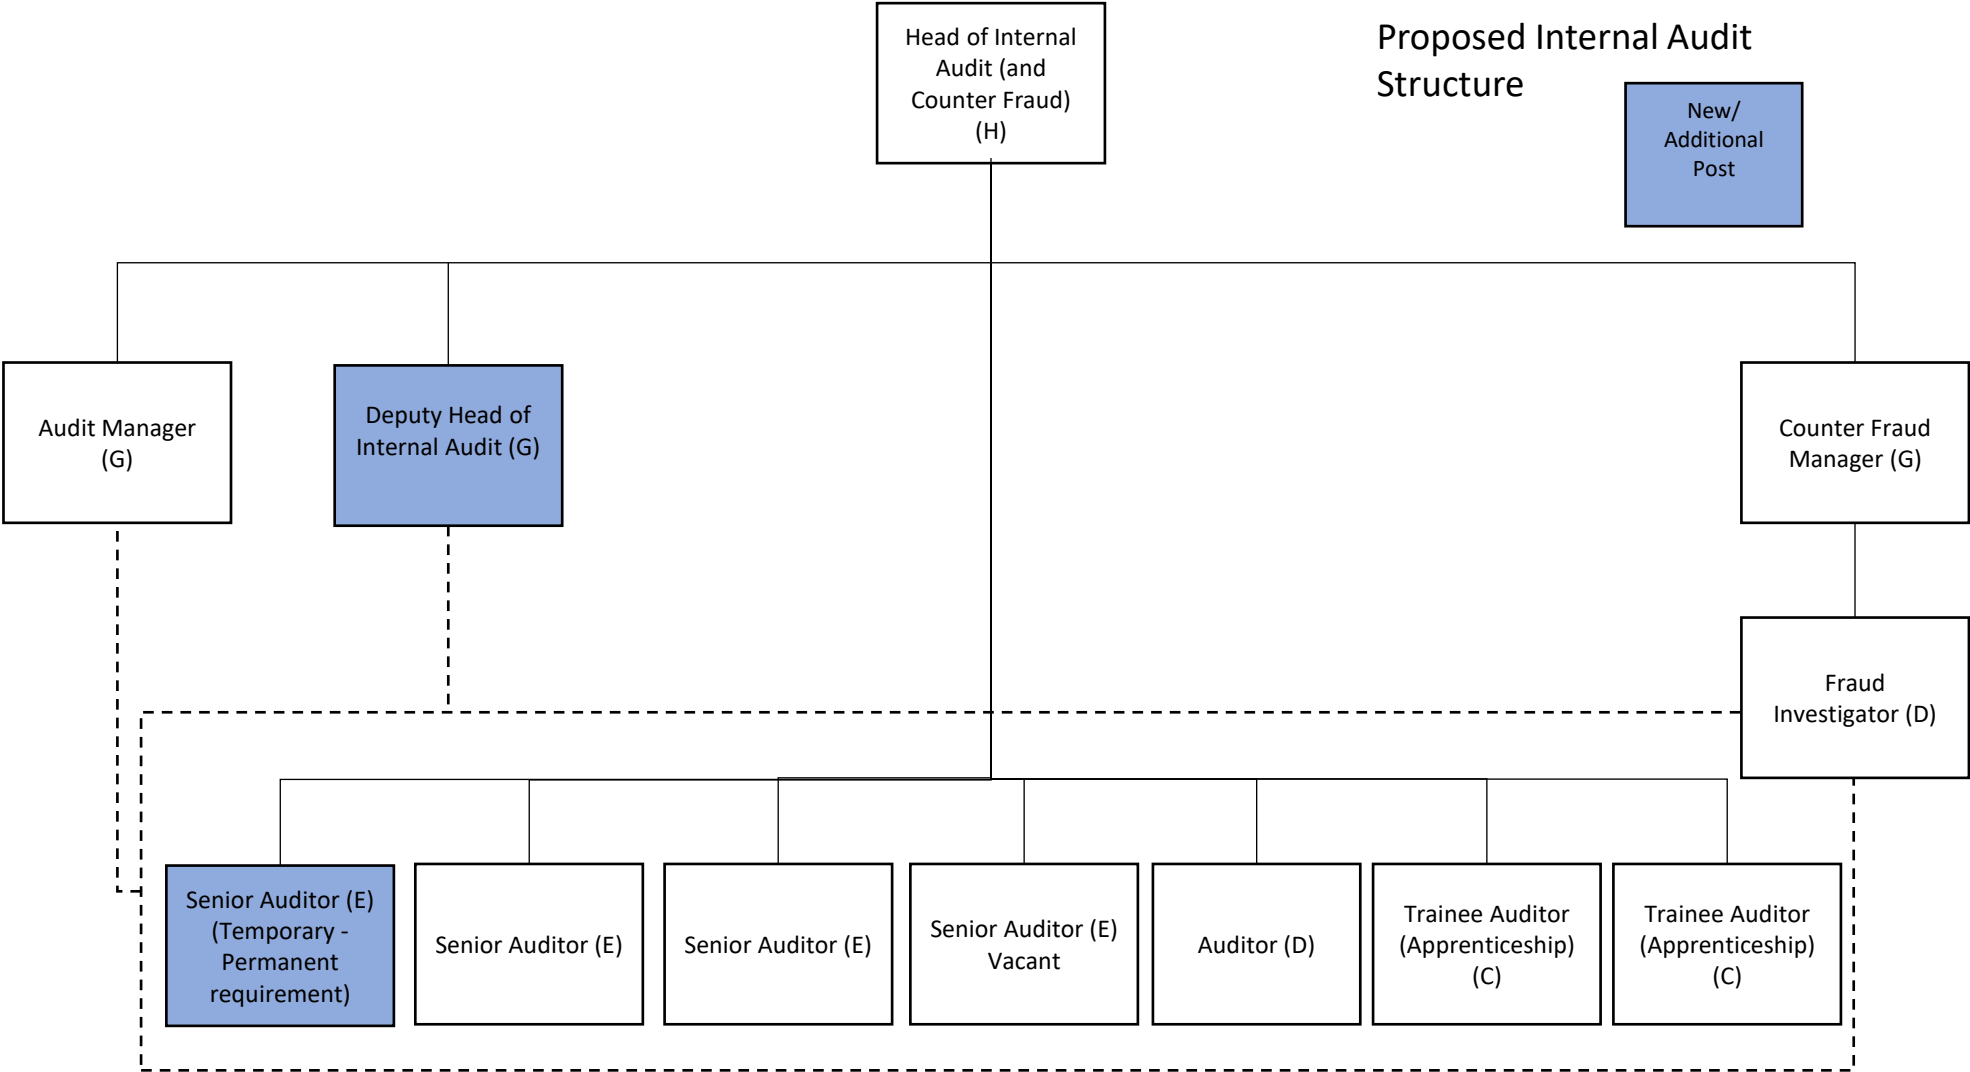 Head of Internal
Audit (and
Counter Fraud)
(H)
Proposed Internal Audit
Structure
New/
Additional
Post
Audit Manager
(G)
Deputy Head of
Internal Audit (G)
Counter Fraud
Manager (G)
Fraud
Investigator (D)
Senior Auditor (E)
(Temporary -
Permanent
requirement)
Senior Auditor (E)
Senior Auditor (E)
Senior Auditor (E)
Vacant
Auditor (D)
Trainee Auditor
(Apprenticeship)
(C)
Trainee Auditor
(Apprenticeship)
(C)